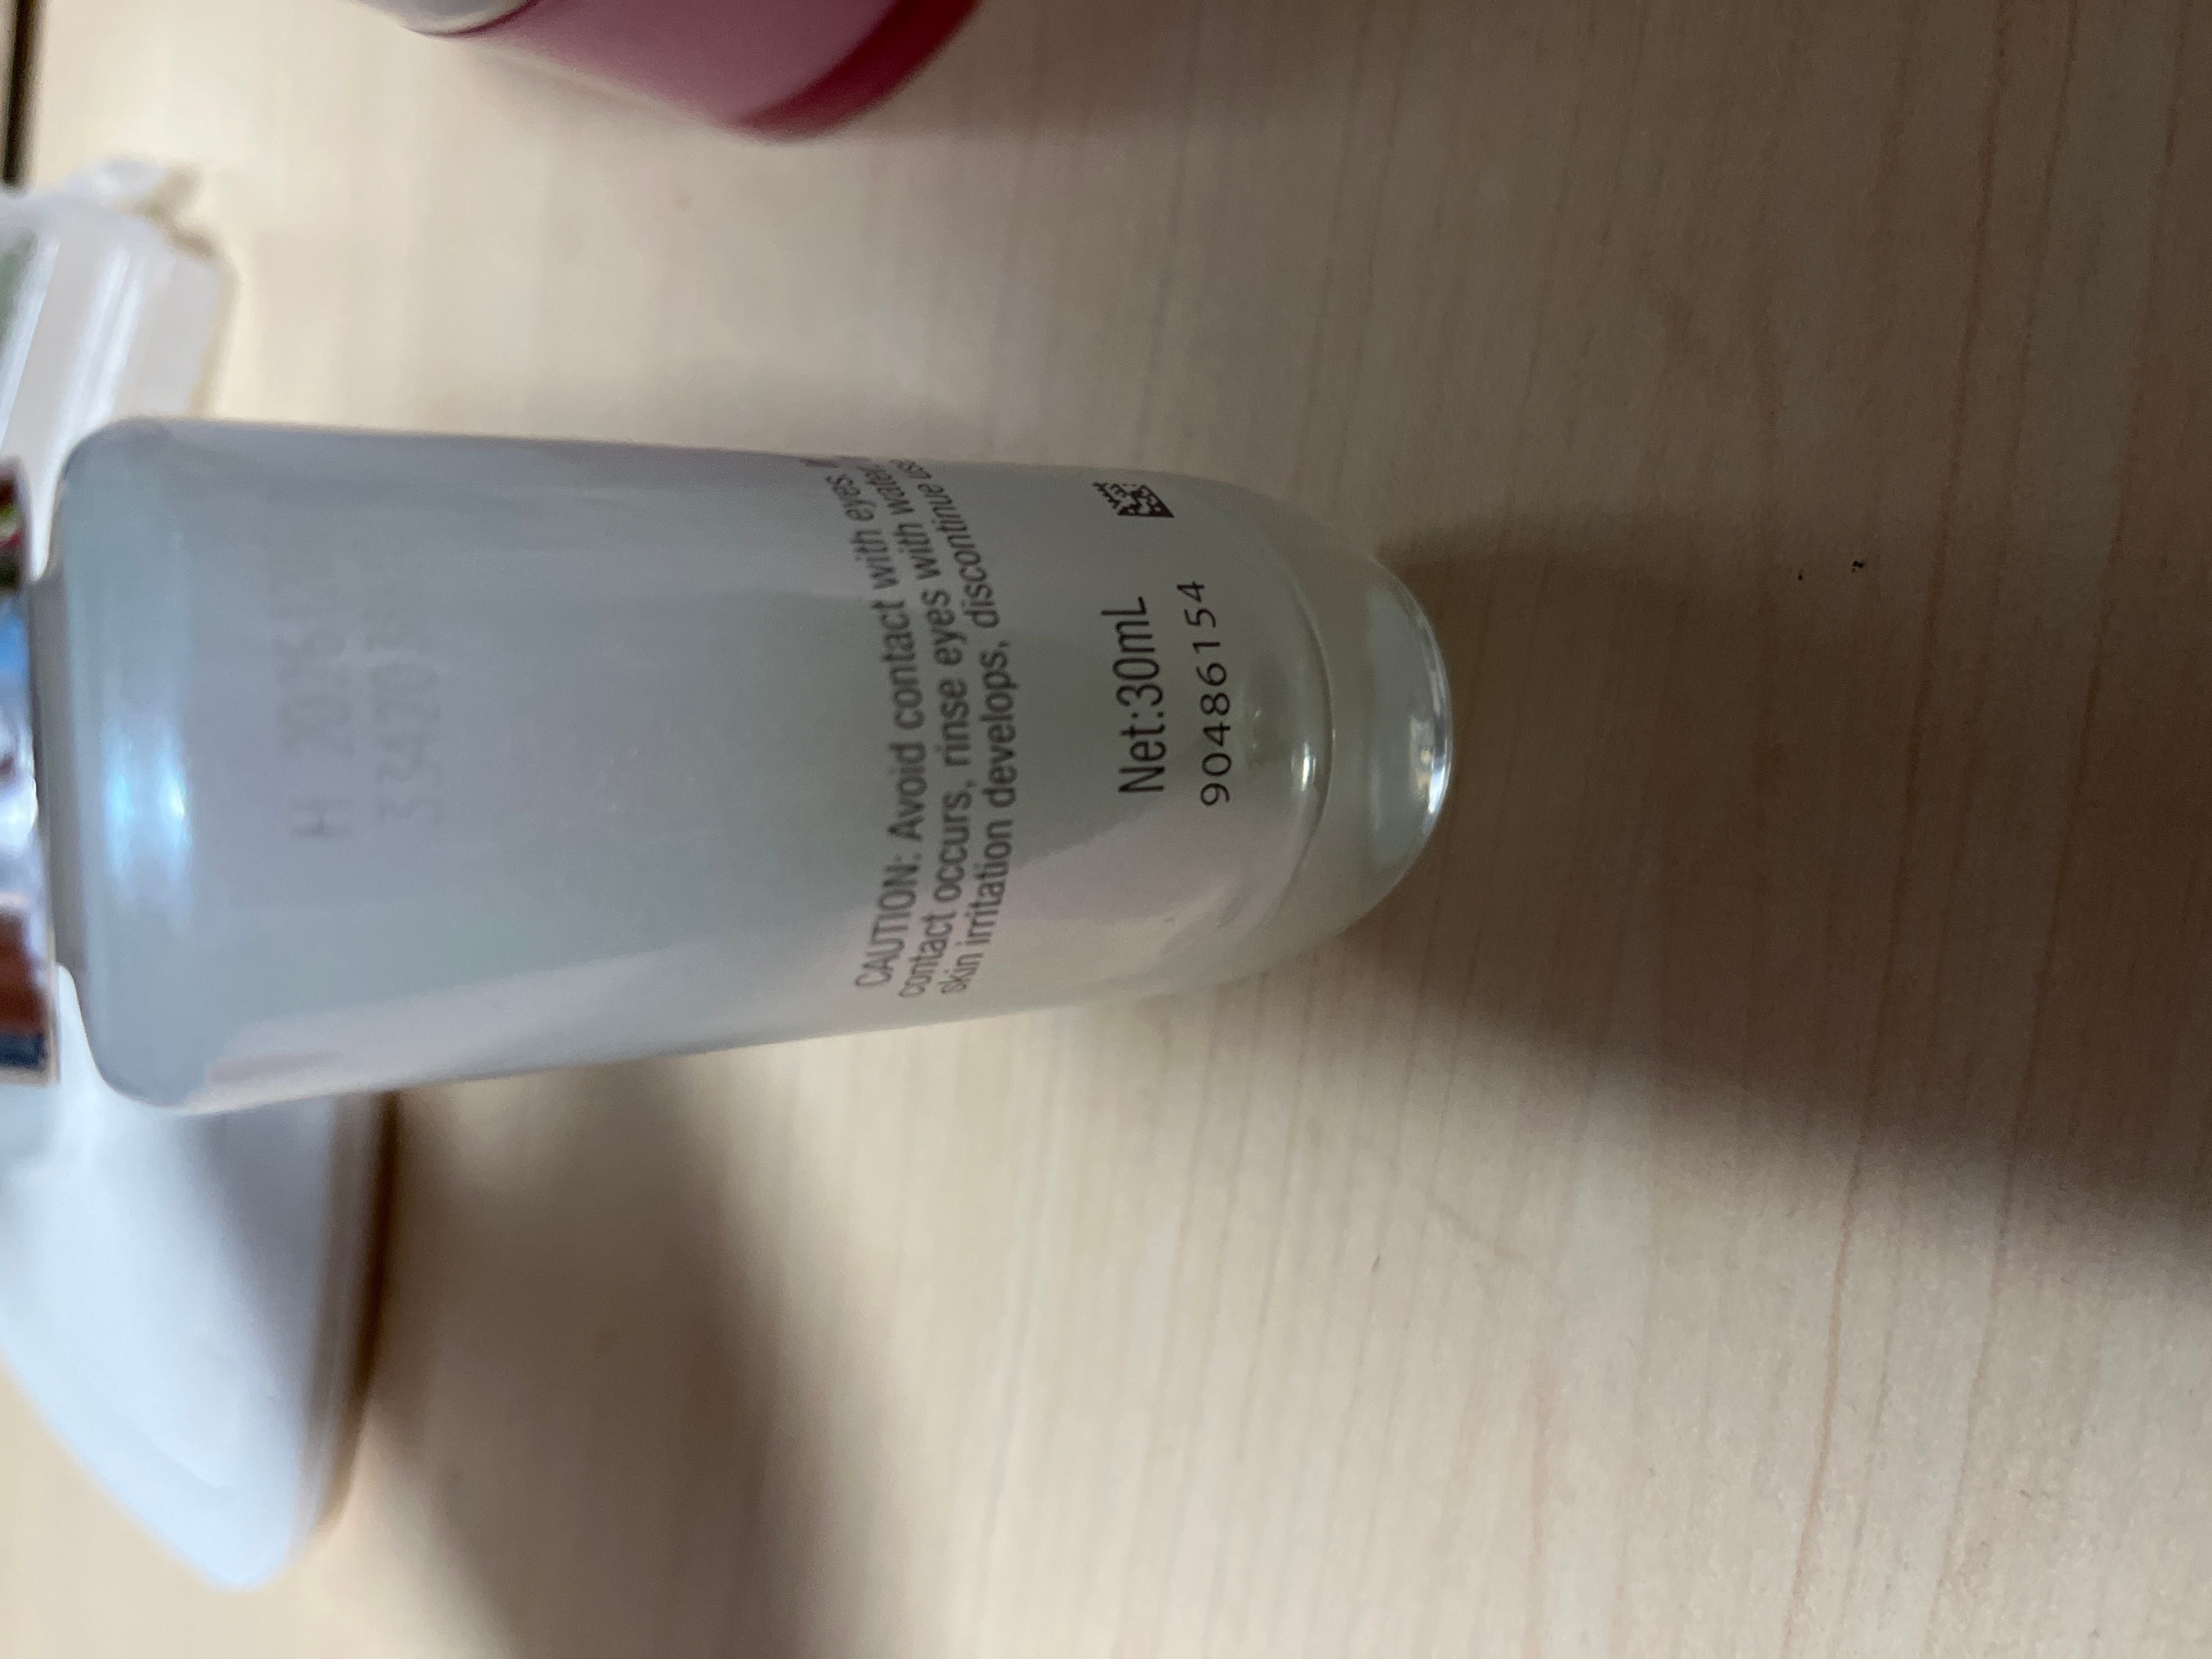 CAUTION: Avoid contact with eyes.
contact occurs, rinse eyes with water.
skin irritation develops, discontinue
Net:30mL
90486154